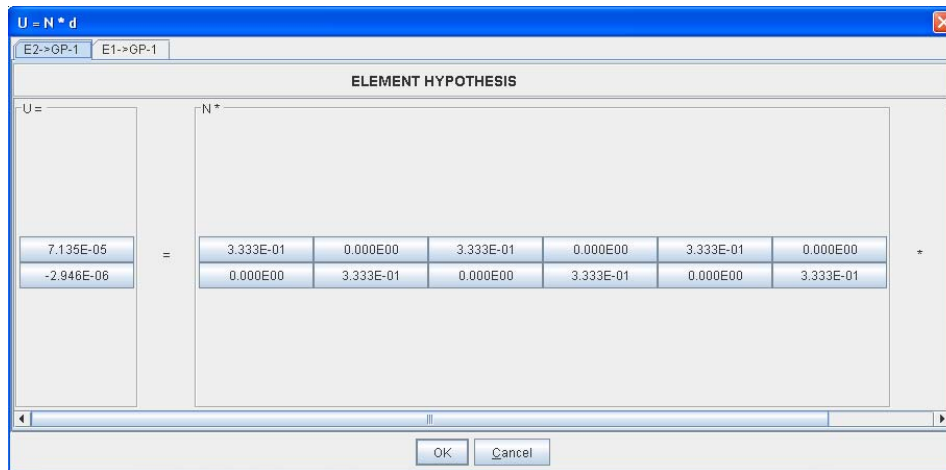 U = N * d
E2->GP-1 E1->GP-1
ELEMENT HYPOTHESIS
U = N *
7.135E-05 3.333E-01 0.000E00 3.333E-01 0.000E00 3.333E-01 0.000E00
= *
-2.946E-06 0.000E00 3.333E-01 0.000E00 3.333E-01 0.000E00 3.333E-01
OK Cancel